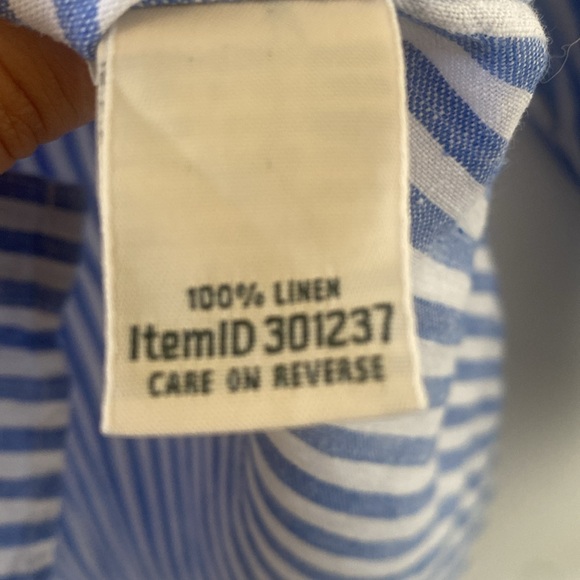 100% LINEN
ItemID 301237
CARE ON REVERSE